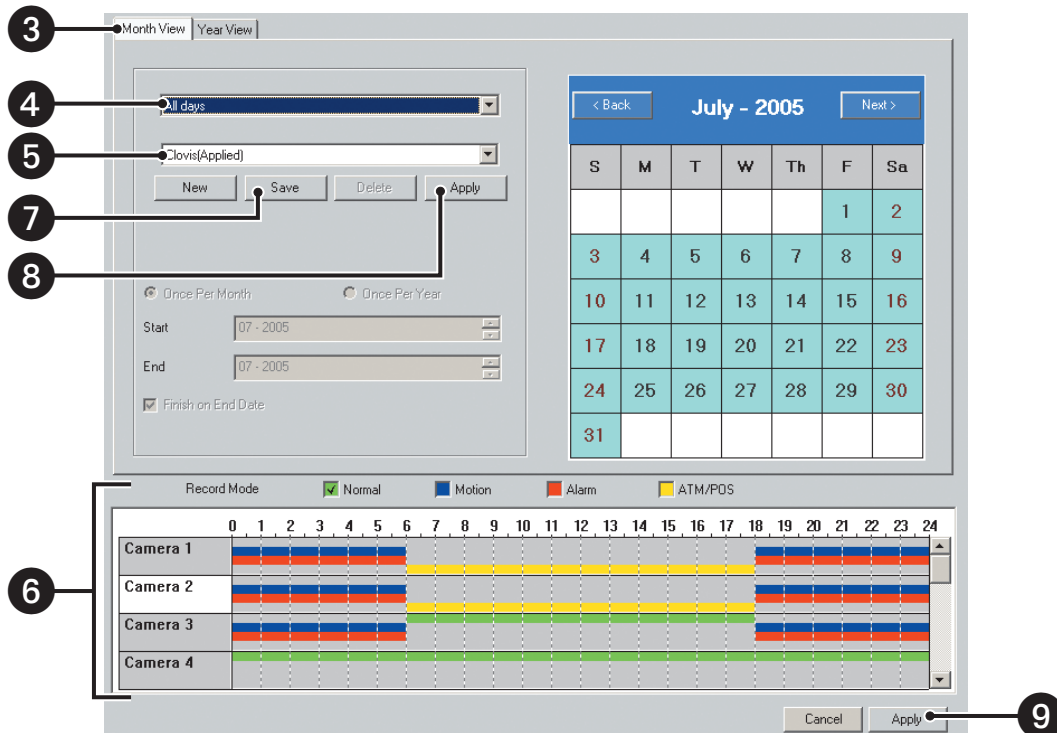 3
Month View Year View
4
All days
< Back July - 2005 Next >
5
Clovis(Applied)
S M T W Th F Sa
New Save Delete Apply
7
1 2
8
3 4 5 6 7 8 9
Once Per Month Once Per Year
10 11 12 13 14 15 16
Start 07 - 2005
17 18 19 20 21 22 23
End 07 - 2005
24 25 26 27 28 29 30
Finish on End Date
31
Record Mode Normal Motion Alarm ATM/POS
0 1 2 3 4 5 6 7 8 9 10 11 12 13 14 15 16 17 18 19 20 21 22 23 24
Camera 1
6
Camera 2
Camera 3
Camera 4
Cancel Apply
9